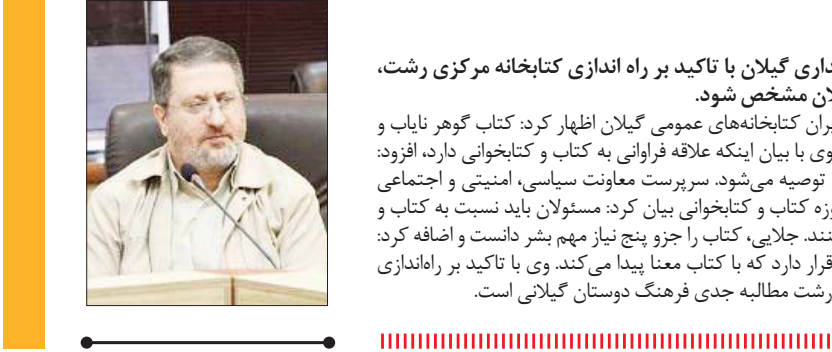 داری گیلان با تاکید بر راه اندازی کتابخانه مرکزی رشت،
لان مشخص شود.
یران کتابخانه‌های عمومی گیلان اظهار کرد: کتاب گوهر نایاب و
وی با بیان اینکه علاقه فراوانی به کتاب و کتابخوانی دارد، افزود:
توصیه می‌شود. سرپرست معاونت سیاسی، امنیتی و اجتماعی
وزه کتاب و کتابخوانی بیان کرد: مسئولان باید نسبت به کتاب و
نند. جلایی، کتاب را جزو پنج نیاز مهم بشر دانست و اضافه کرد:
قرار دارد که با کتاب معنا پیدا می‌کند. وی با تاکید بر راه‌اندازی
رشت مطالبه جدی فرهنگ دوستان گیلانی است.